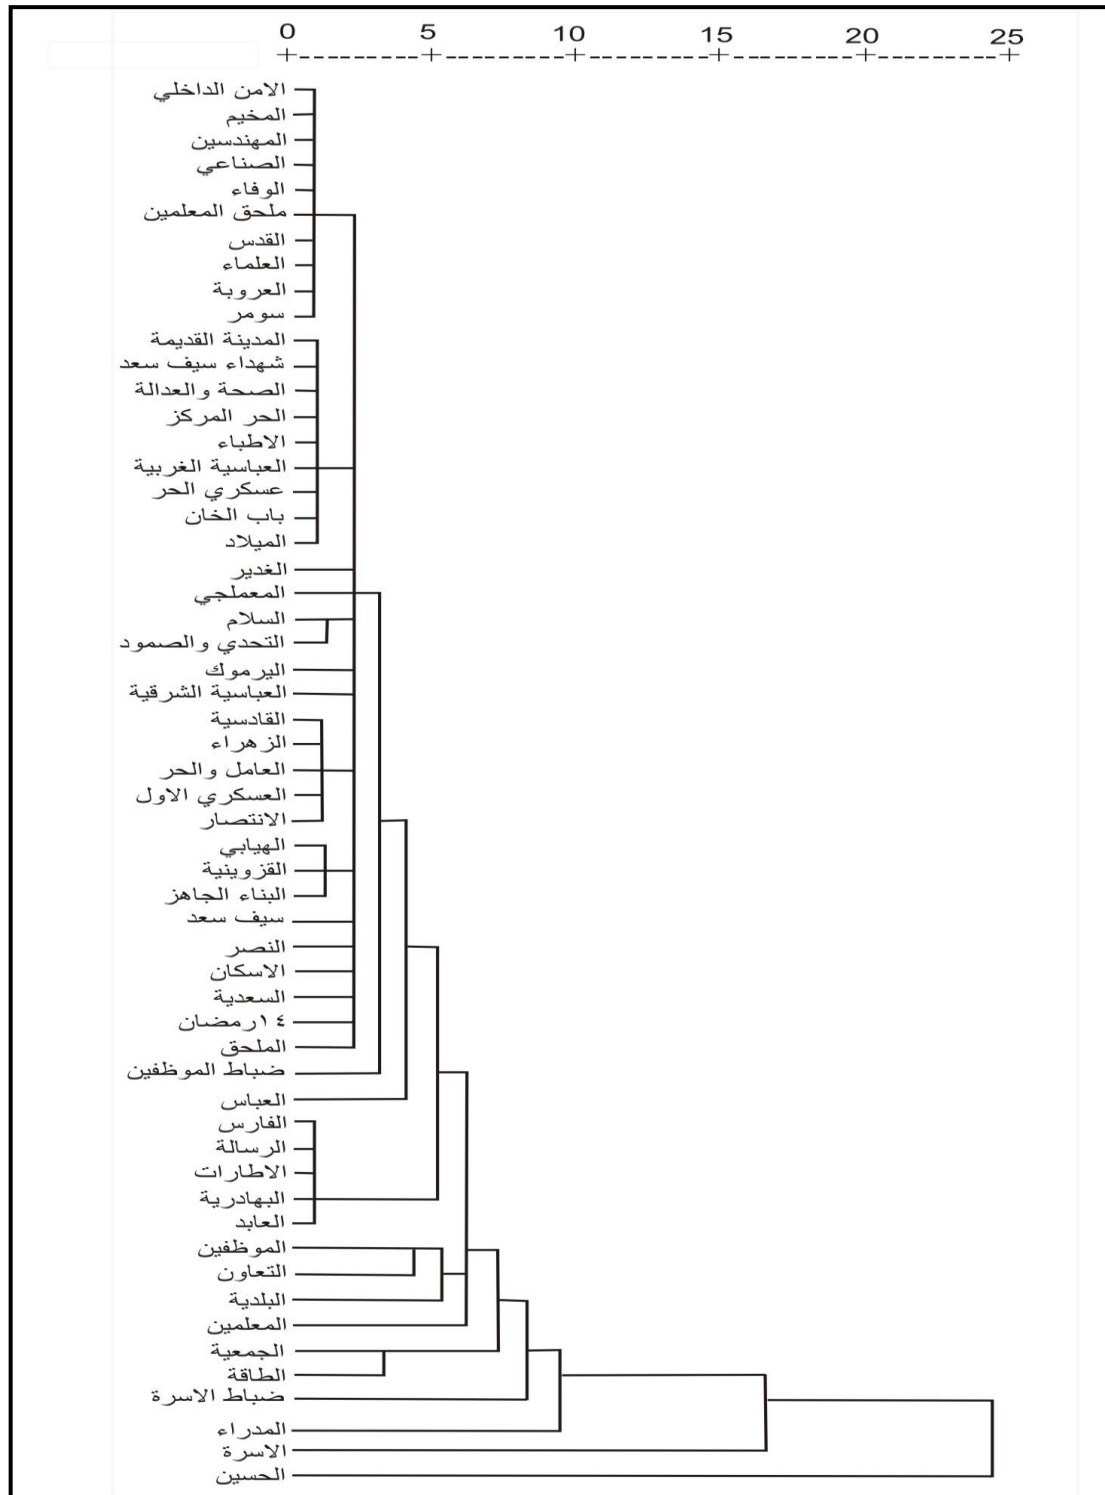 0 5 10 15 20 25
الامن الداخلي
المخيم
المهندسين
الصناعي
الوفاء
ملحق المعلمين
القدس
العلماء
العروبة
سومر
المدينة القديمة
شهداء سيف سعد
الصحة والعدالة
الحر المركز
الاطباء
العباسية الغربية
عسكري الحر
باب الخان
الميلاد
الغدير
المعملجي
السلام
التحدي والصمود
اليرموك
العباسية الشرقية
القادسية
الزهراء
العامل والحر
العسكري الاول
الانتصار
الهيابي
القزوينية
البناء الجاهز
سيف سعد
النصر
الاسكان
السعدية
١٤رمضان
الملحق
ضباط الموظفين
العباس
الفارس
الرسالة
الاطارات
البهادرية
العابد
الموظفين
التعاون
البلدية
المعلمين
الجمعية
الطاقة
ضباط الاسرة
المدراء
الاسرة
الحسين